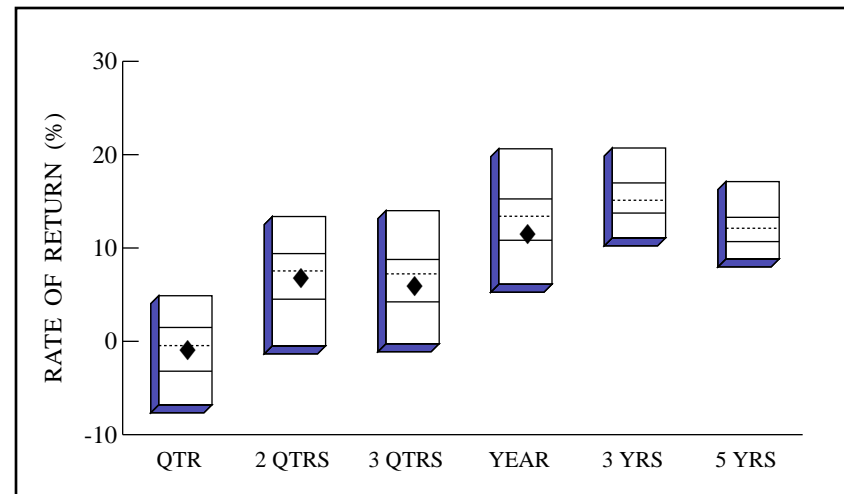 30
20
10
0
-10
RATE OF RETURN (%)
QTR 2 QTRS 3 QTRS YEAR 3 YRS 5 YRS